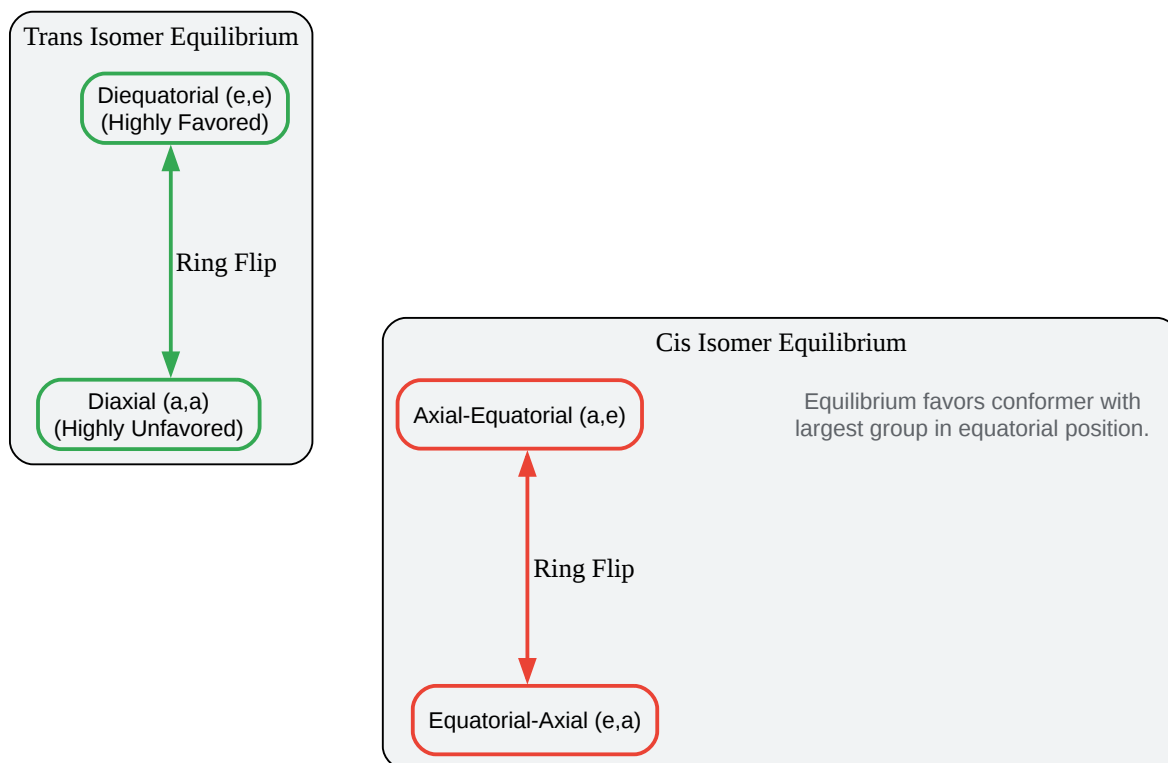 Trans Isomer Equilibrium
Diequatorial (e,e)
(Highly Favored)
Ring Flip
Diaxial (a,a)
(Highly Unfavored)
Cis Isomer Equilibrium
Axial-Equatorial (a,e)
Equilibrium favors conformer with
largest group in equatorial position.
Ring Flip
Equatorial-Axial (e,a)